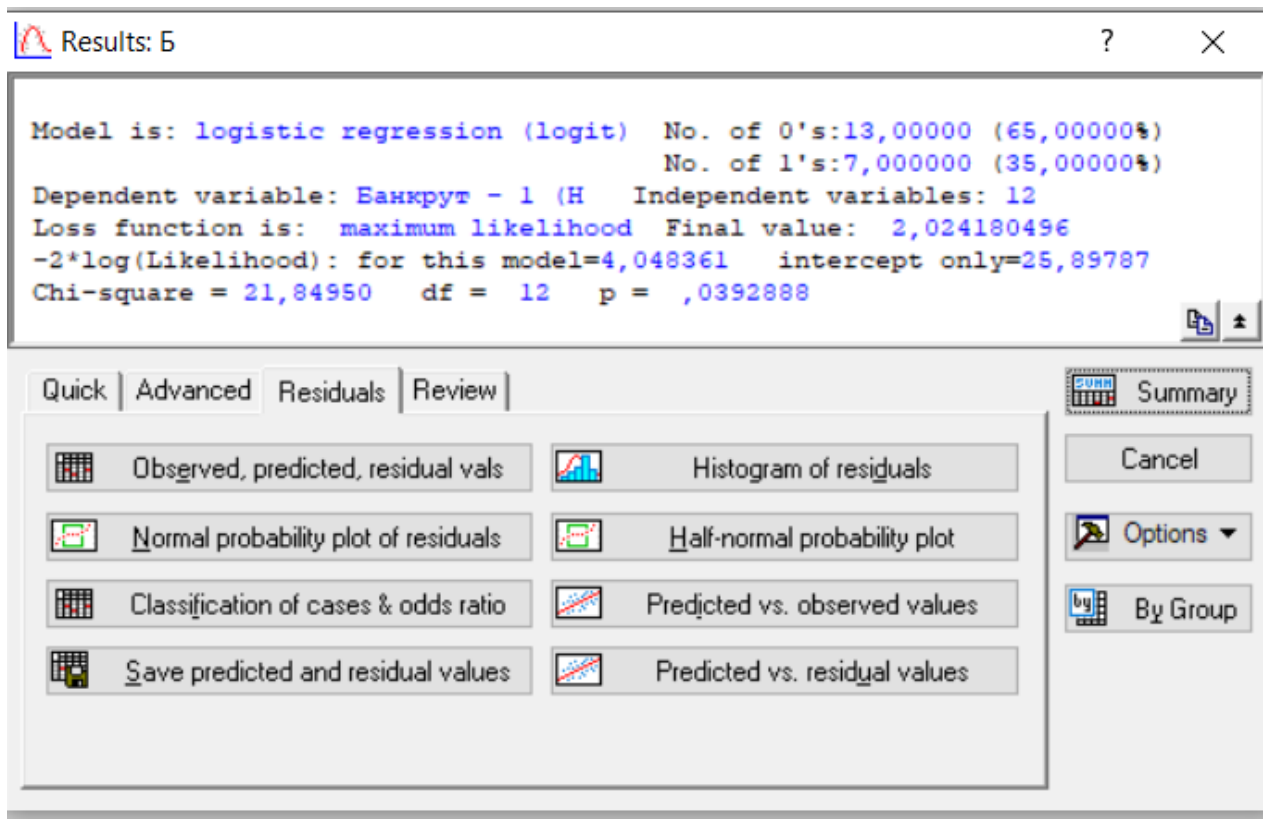 Results: Б ? ×
Model is: logistic regression (logit) No. of 0's:13,00000 (65,00000%)
No. of 1's:7,000000 (35,00000%)
Dependent variable: Банкрут - 1 (Н Independent variables: 12
Loss function is: maximum likelihood Final value: 2,024180496
-2*log(Likelihood): for this model=4,048361 intercept only=25,89787
Chi-square = 21,84950 df = 12 p = ,0392888
Quick Advanced Residuals Review
Summary
Observed, predicted, residual vals Histogram of residuals
Cancel
Normal probability plot of residuals Half-normal probability plot
Options
Classification of cases & odds ratio Predicted vs. observed values
By Group
Save predicted and residual values Predicted vs. residual values